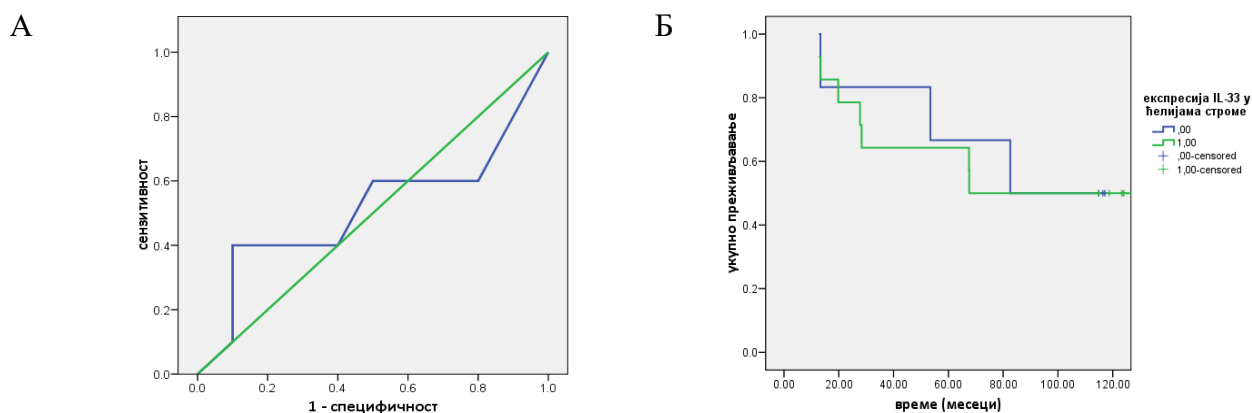 А
1.0
0.8
0.6
0.4
0.2
0.0
сензитивност
0.0 0.2 0.4 0.6 0.8 1.0
1 - специфичност
Б
1.0
0.8
0.6
0.4
0.2
0.0
укупно преживљавање
0.00 20.00 40.00 60.00 80.00 100.00 120.00
време (месеци)
експресија IL-33 у
ћелијама строме
,00
1,00
,00-censored
1,00-censored